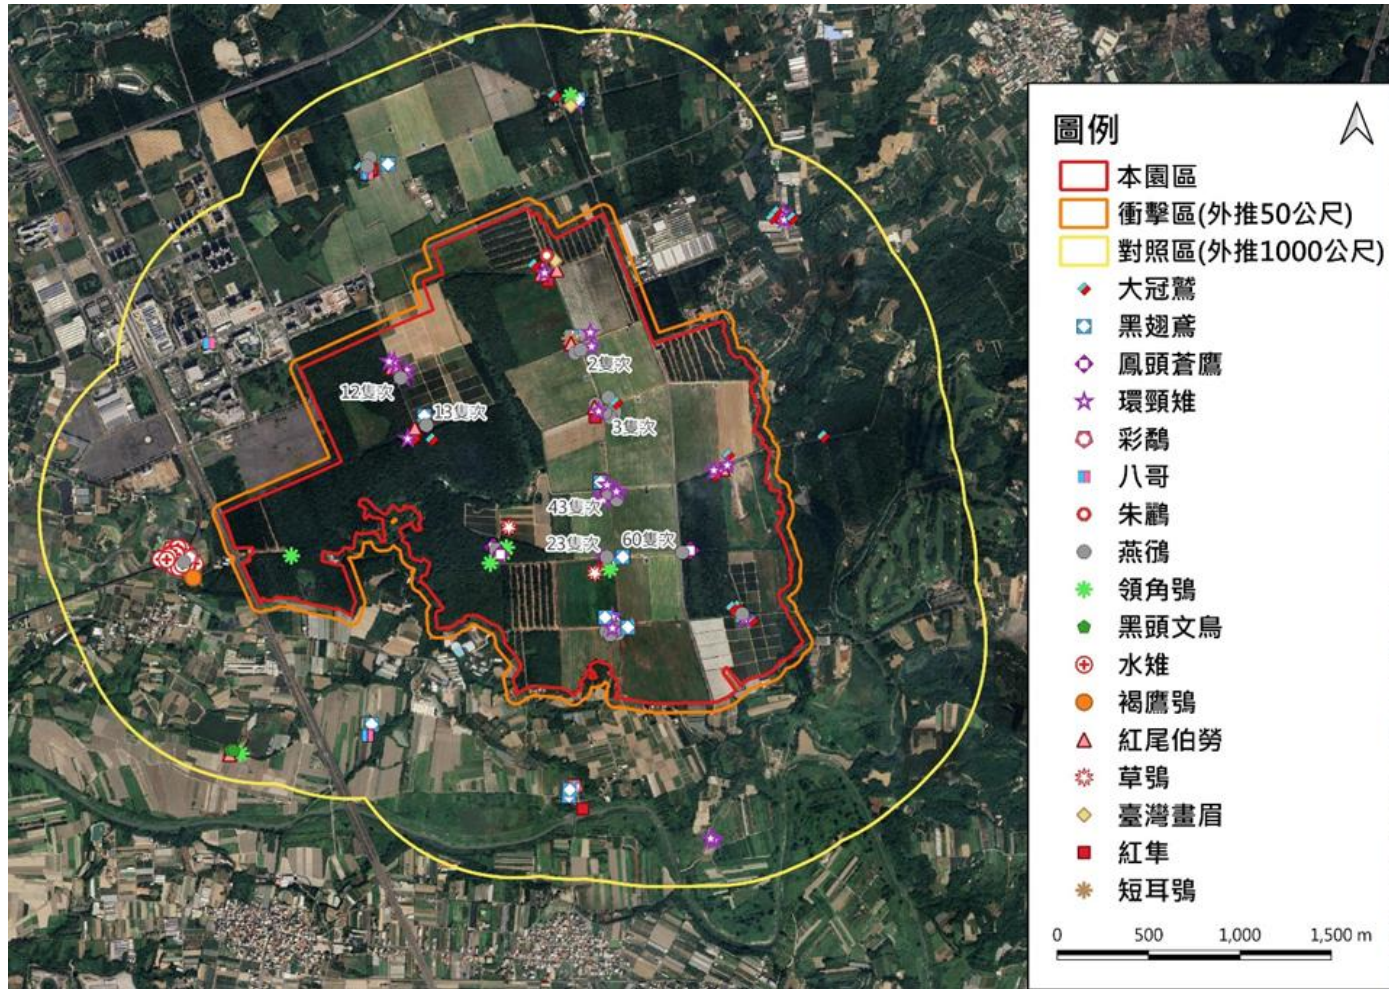 12隻次
13隻次
2隻次
3隻次
43隻次
23隻次
60隻次
圖例
本園區
衝擊區(外推50公尺)
對照區(外推1000公尺)
大冠鷲
黑翅鳶
鳳頭蒼鷹
環頸雉
彩鷸
八哥
朱鸝
燕鴴
領角鴞
黑頭文鳥
水雉
褐鷹鴞
紅尾伯勞
草鴞
臺灣畫眉
紅隼
短耳鴞
0 500 1,000 1,500 m